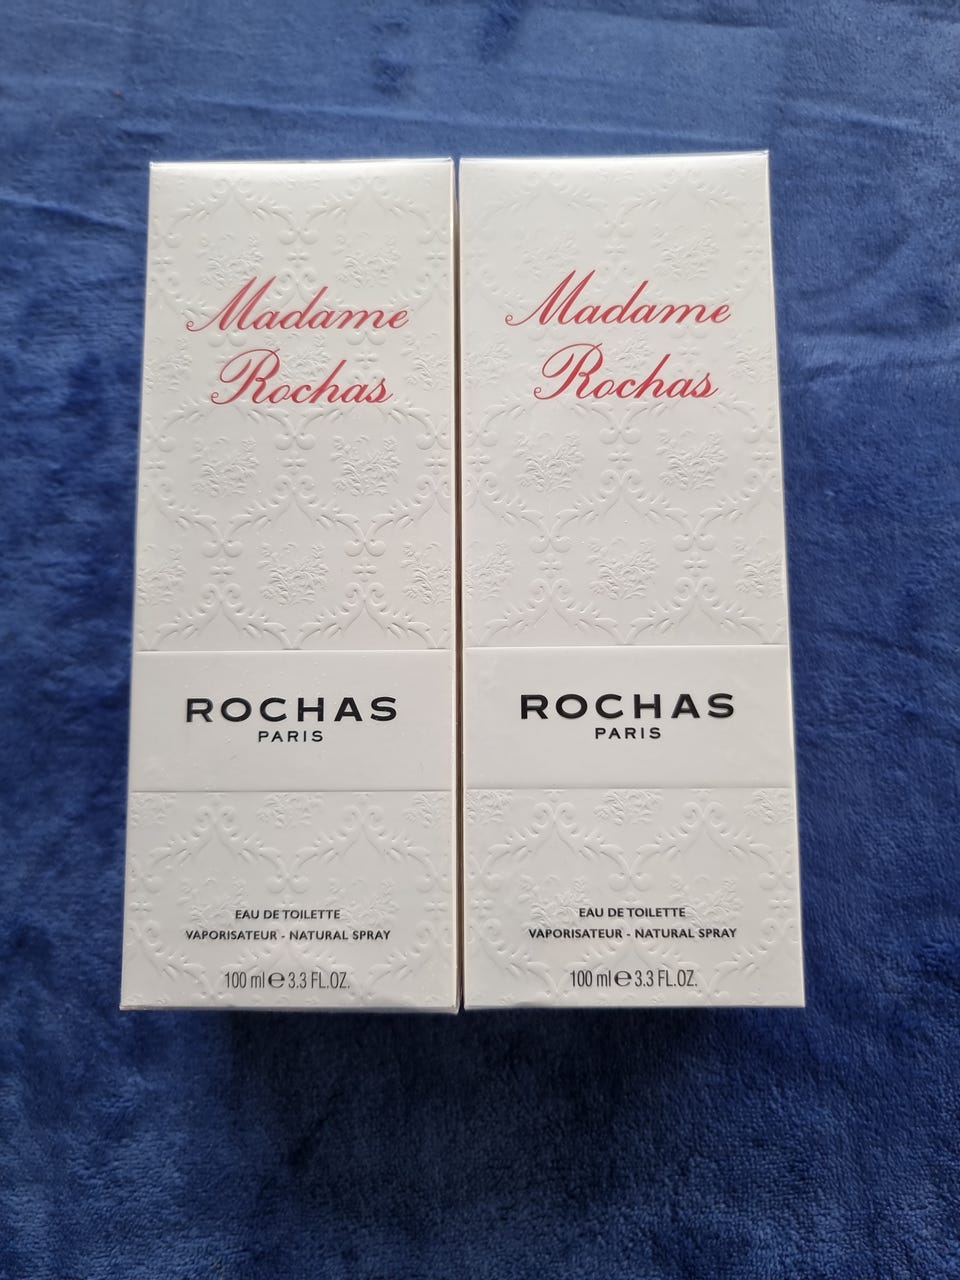 Madame
Rochas
ROCHAS
PARIS
EAU DE TOILETTE
VAPORISATEUR - NATURAL SPRAY
100 ml e 3.3 FL.OZ.
Madame
Rochas
ROCHAS
PARIS
EAU DE TOILETTE
VAPORISATEUR - NATURAL SPRAY
100 ml e 3.3 FL.OZ.